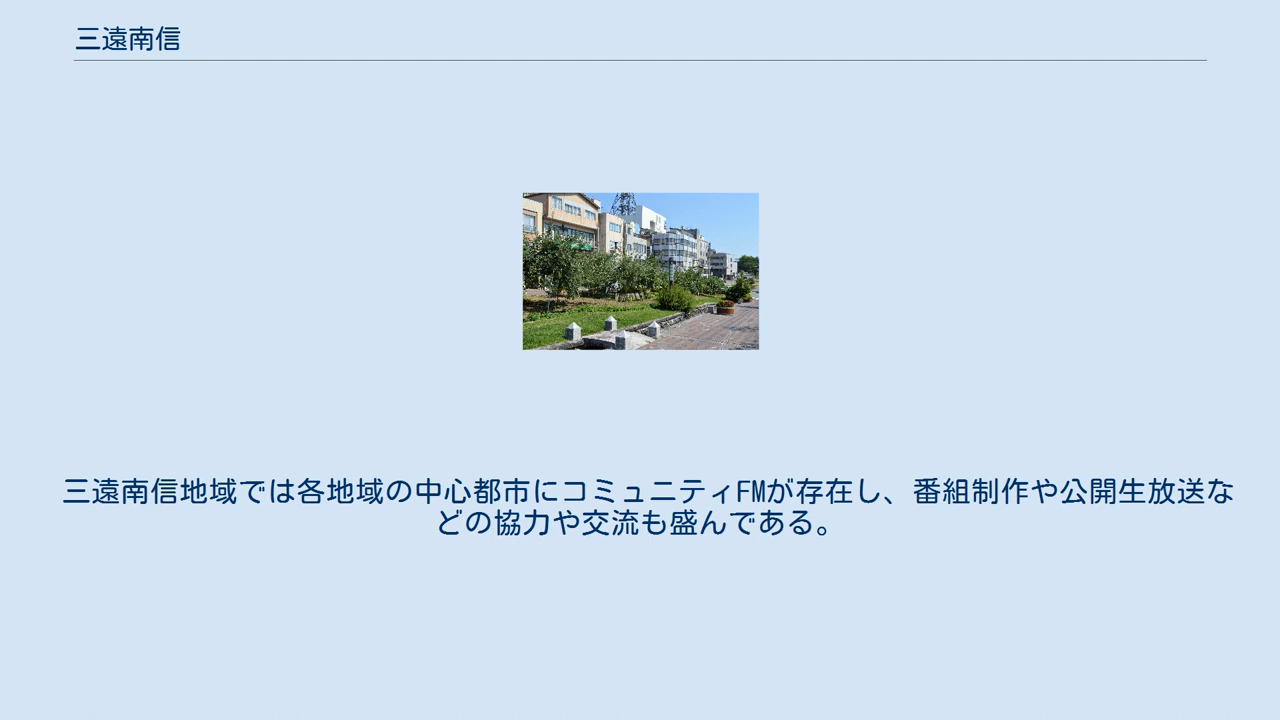 三遠南信
三遠南信地域では各地域の中心都市にコミュニティFMが存在し、番組制作や公開生放送な
どの協力や交流も盛んである。